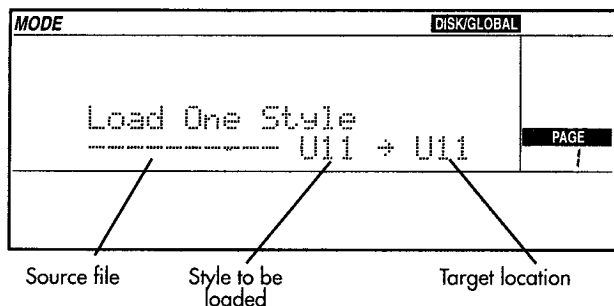 MODE DISK/GLOBAL
Load One Style
------------ U11 → U11
PAGE
1
Source file Style to be loaded Target location